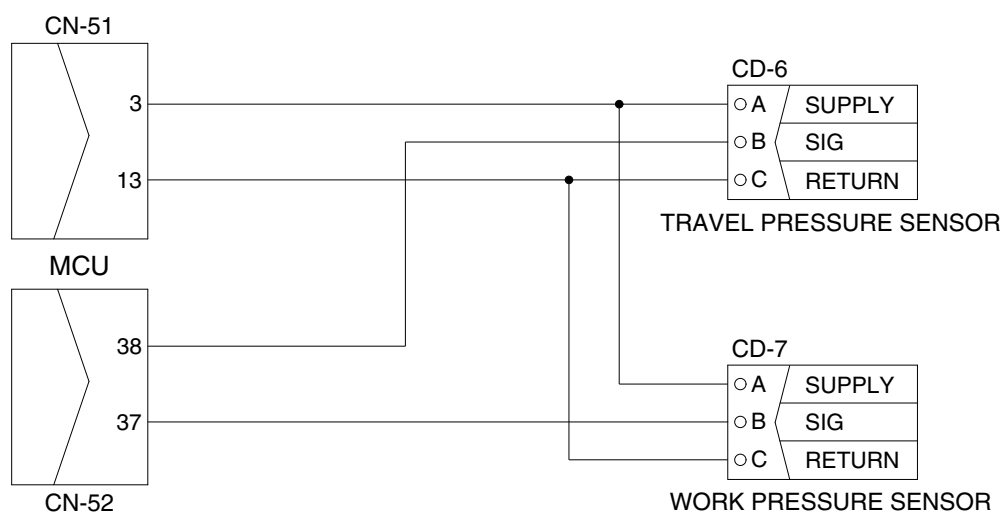 CN-51
3
13
MCU
38
37
CN-52
CD-6
A SUPPLY
B SIG
C RETURN
TRAVEL PRESSURE SENSOR
CD-7
A SUPPLY
B SIG
C RETURN
WORK PRESSURE SENSOR